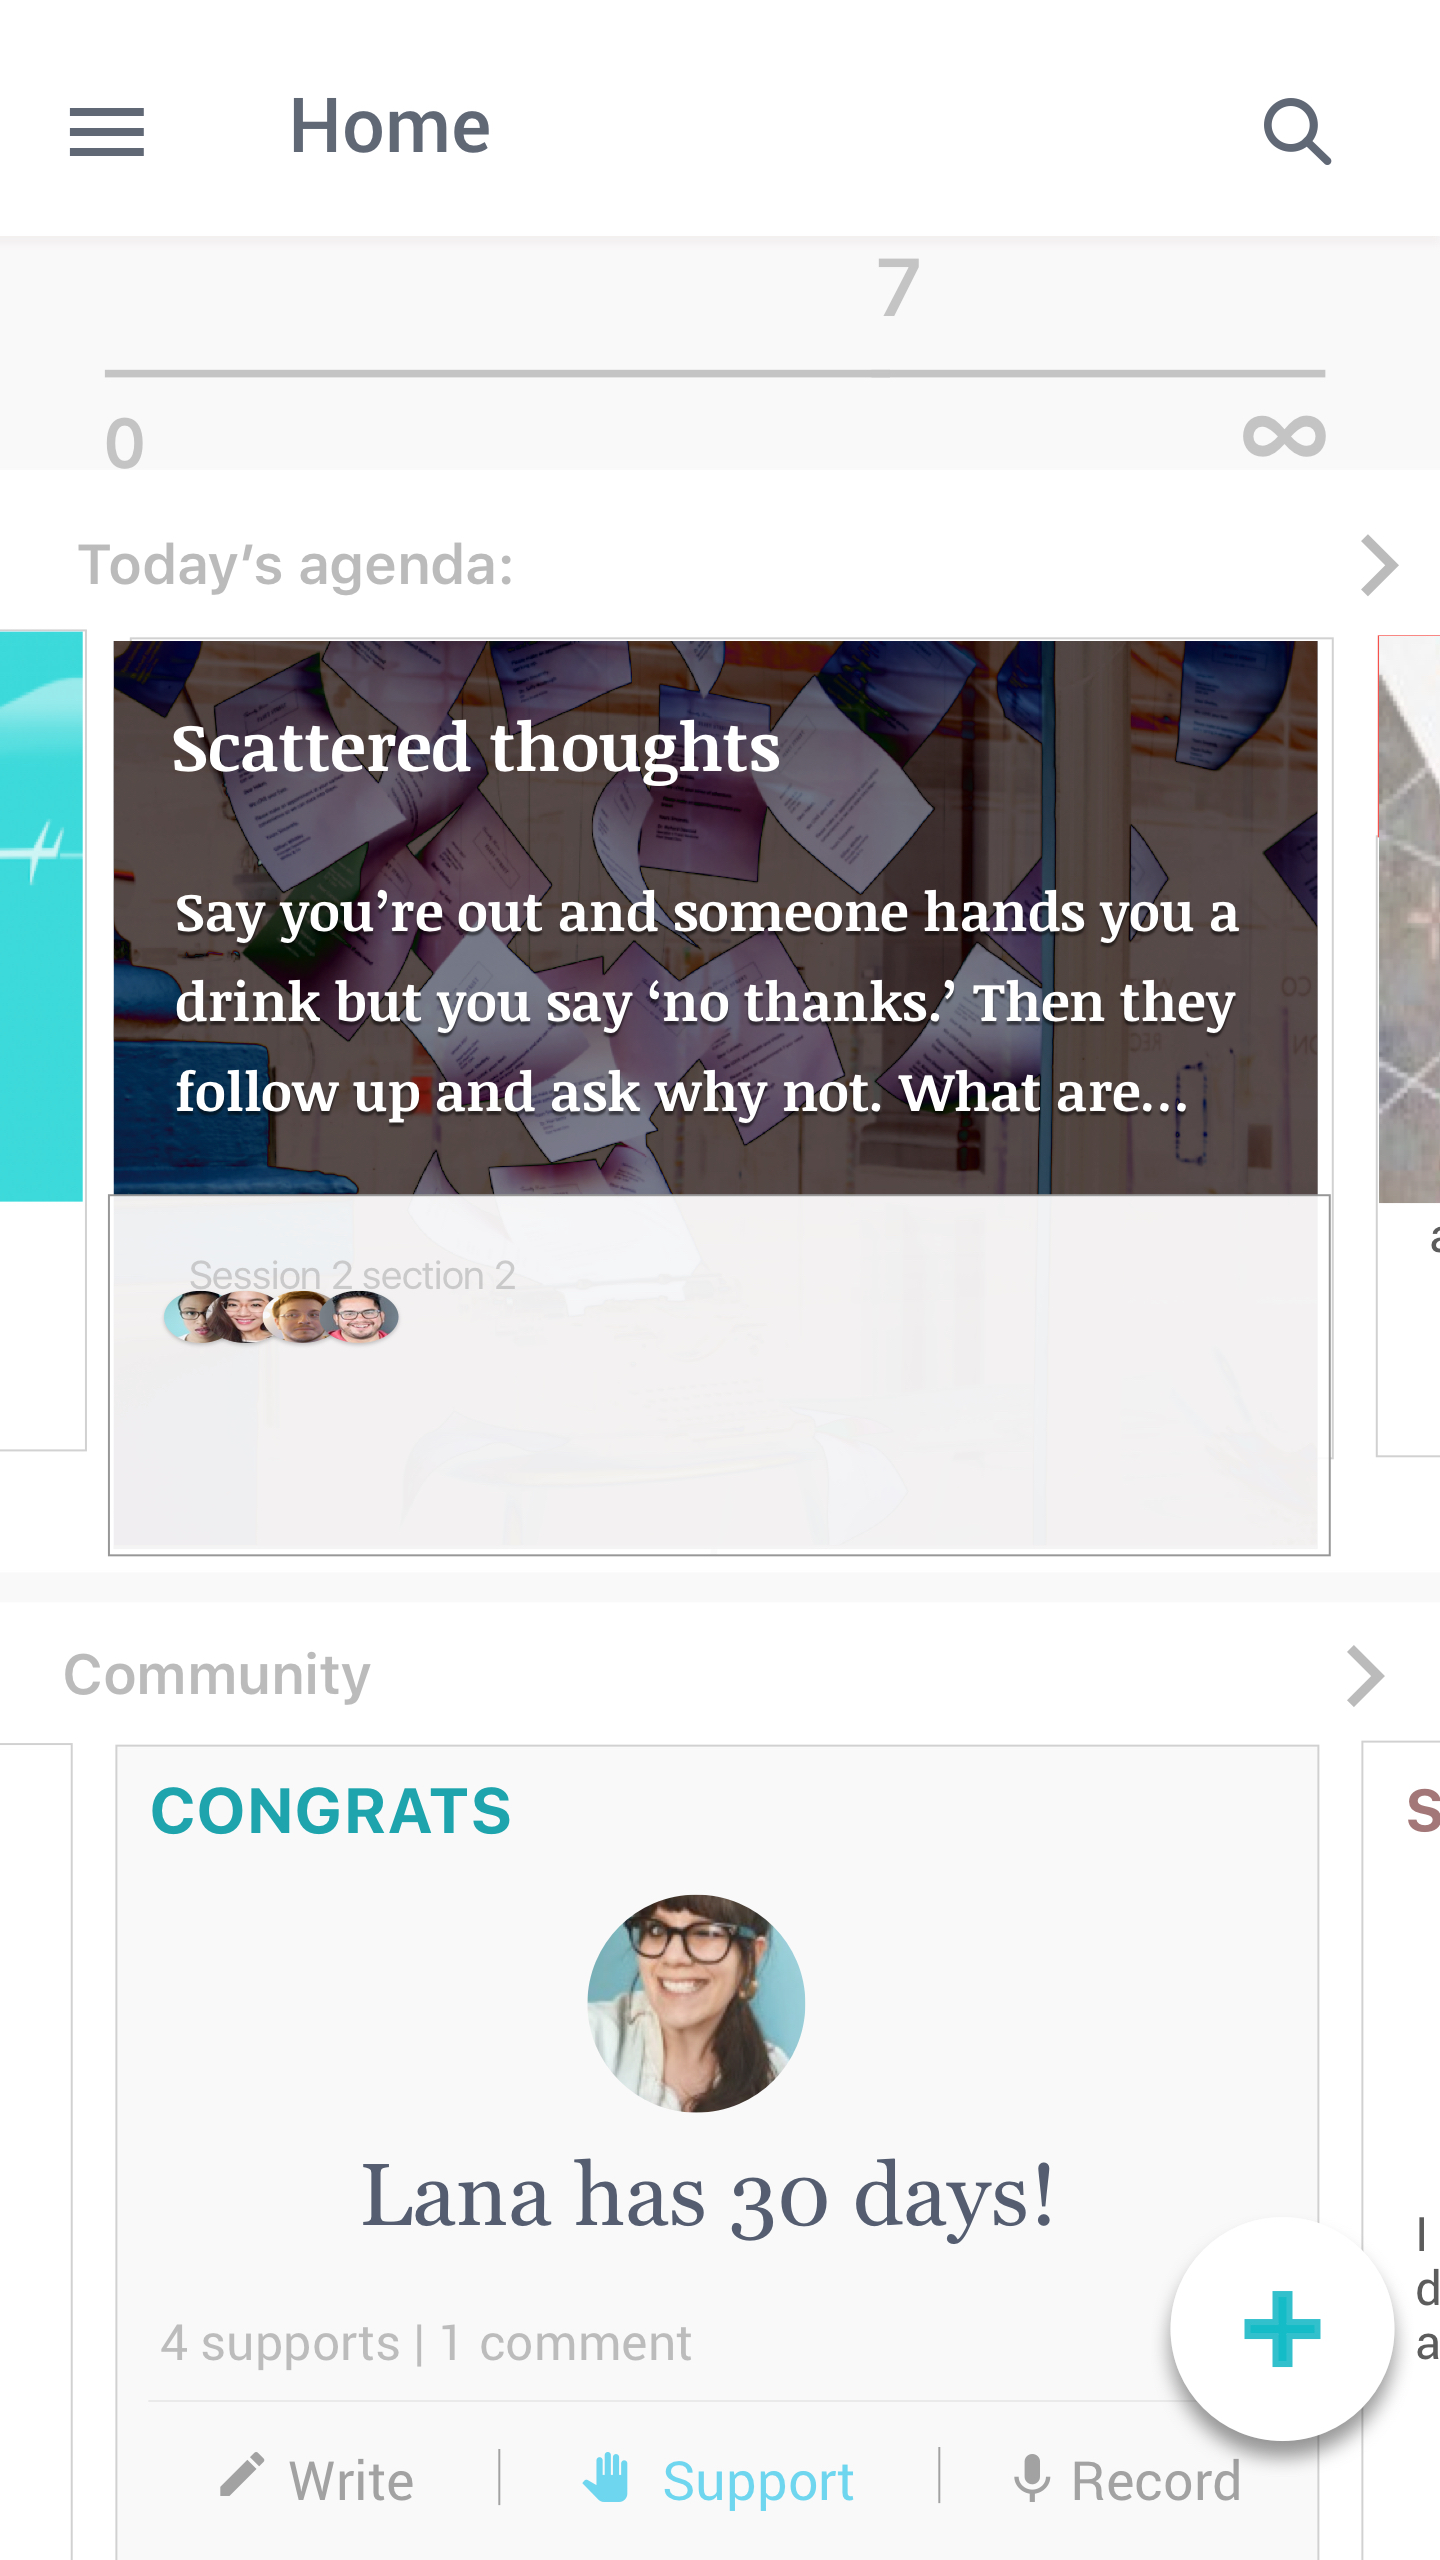 Home
7
0 ∞
Today’s agenda:
Scattered thoughts
Say you’re out and someone hands you a
drink but you say ‘no thanks.’ Then they
follow up and ask why not. What are...
a
Session 2 section 2
Community
CONGRATS
S
Lana has 30 days!
I
d
a
4 supports | 1 comment
Write | Support | Record